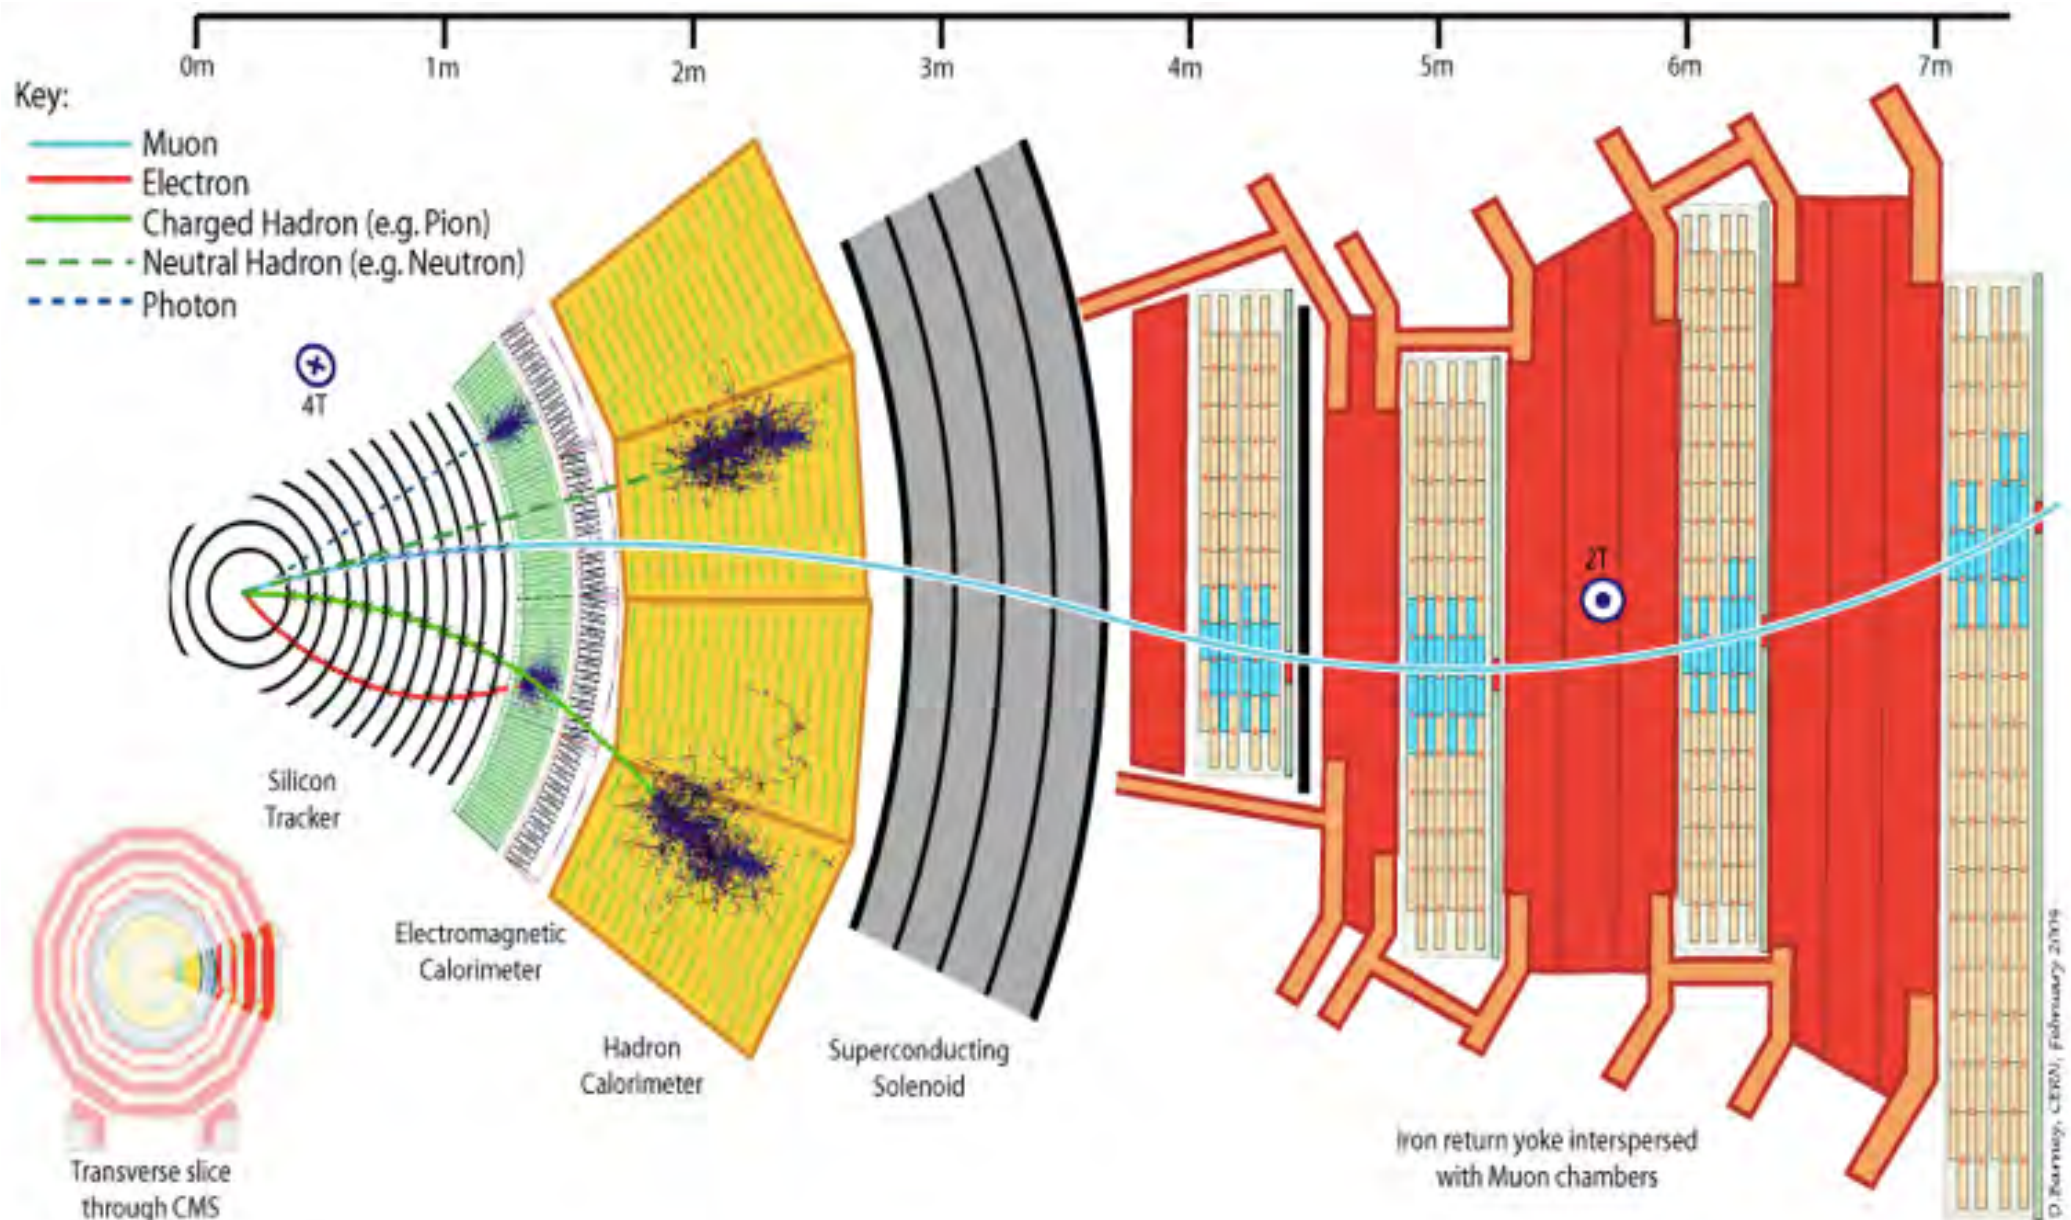 0m 1m 2m 3m 4m 5m 6m 7m
Key:
Muon
Electron
Charged Hadron (e.g. Pion)
Neutral Hadron (e.g. Neutron)
Photon
4T
2T
Silicon
Tracker
Electromagnetic
Calorimeter
Hadron
Calorimeter
Superconducting
Solenoid
Iron return yoke interspersed
with Muon chambers
Transverse slice
through CMS
D. Barney, CERN, February 2004